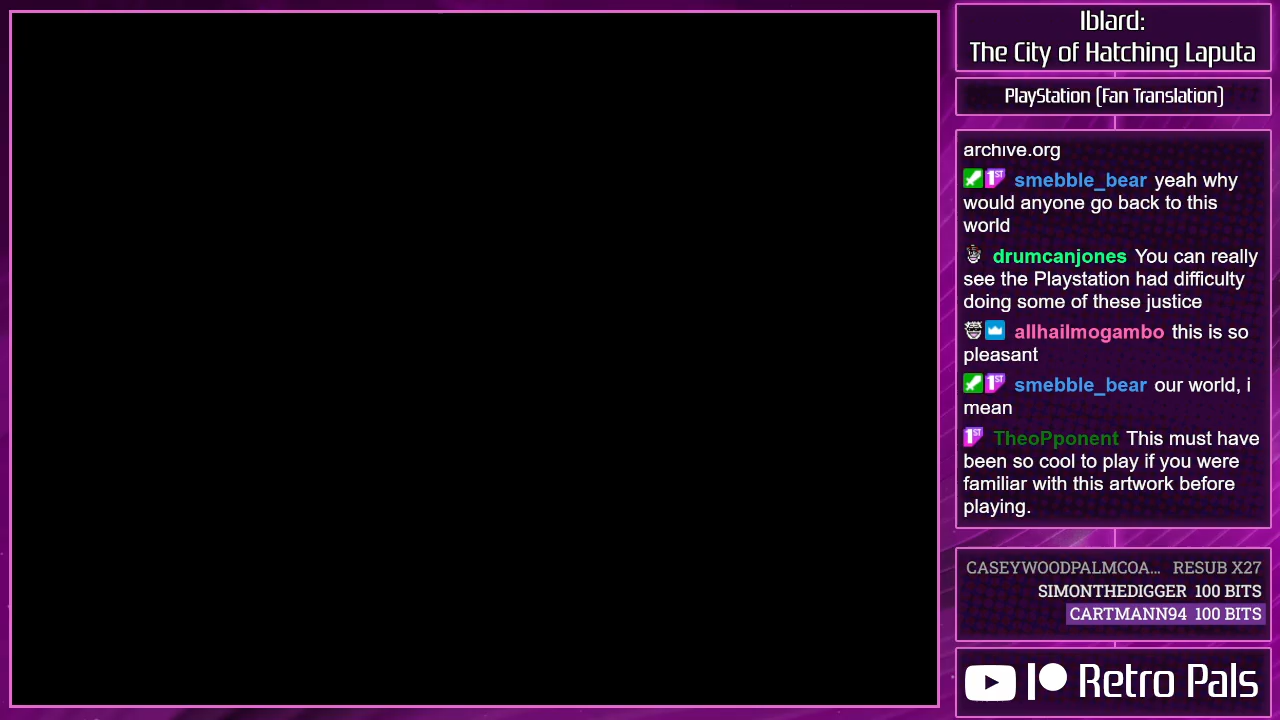 Iblard:
The City of Hatching Laputa
PlayStation (Fan Translation)
archive.org
1ST smebble_bear yeah why
would anyone go back to this
world
drumcanjones You can really
see the Playstation had difficulty
doing some of these justice
allhailmogambo this is so
pleasant
1ST smebble_bear our world, i
mean
1ST TheoPponent This must have
been so cool to play if you were
familiar with this artwork before
playing.
CASEYWOODPALMCOA... RESUB X27
SIMONTHEDIGGER 100 BITS
CARTMANN94 100 BITS
Retro Pals